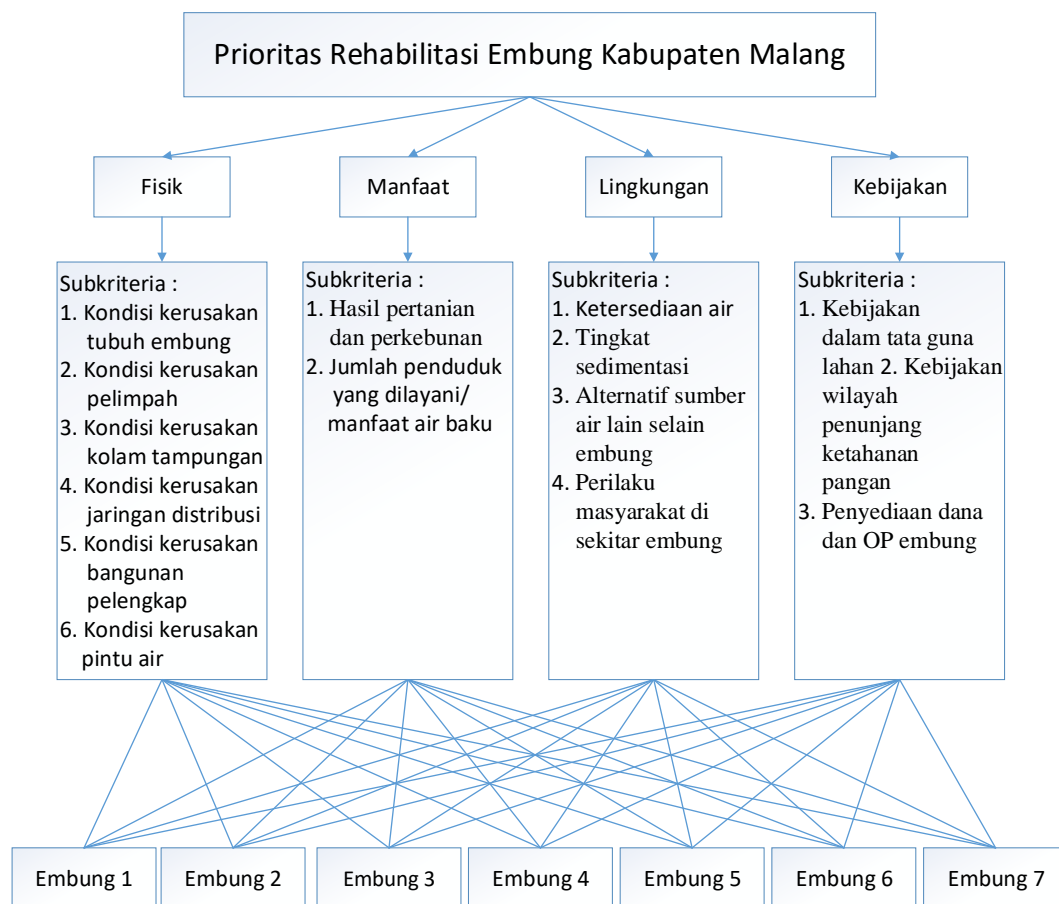 Prioritas Rehabilitasi Embung Kabupaten Malang
Fisik
Manfaat
Lingkungan
Kebijakan
Subkriteria :
1. Kondisi kerusakan
tubuh embung
2. Kondisi kerusakan
pelimpah
3. Kondisi kerusakan
kolam tampungan
4. Kondisi kerusakan
jaringan distribusi
5. Kondisi kerusakan
bangunan
pelengkap
6. Kondisi kerusakan
pintu air
Subkriteria :
1. Hasil pertanian
dan perkebunan
2. Jumlah penduduk
yang dilayani/
manfaat air baku
Subkriteria :
1. Ketersediaan air
2. Tingkat
sedimentasi
3. Alternatif sumber
air lain selain
embung
4. Perilaku
masyarakat di
sekitar embung
Subkriteria :
1. Kebijakan
dalam tata guna
lahan 2. Kebijakan
wilayah
penunjang
ketahanan
pangan
3. Penyediaan dana
dan OP embung
Embung 1
Embung 2
Embung 3
Embung 4
Embung 5
Embung 6
Embung 7